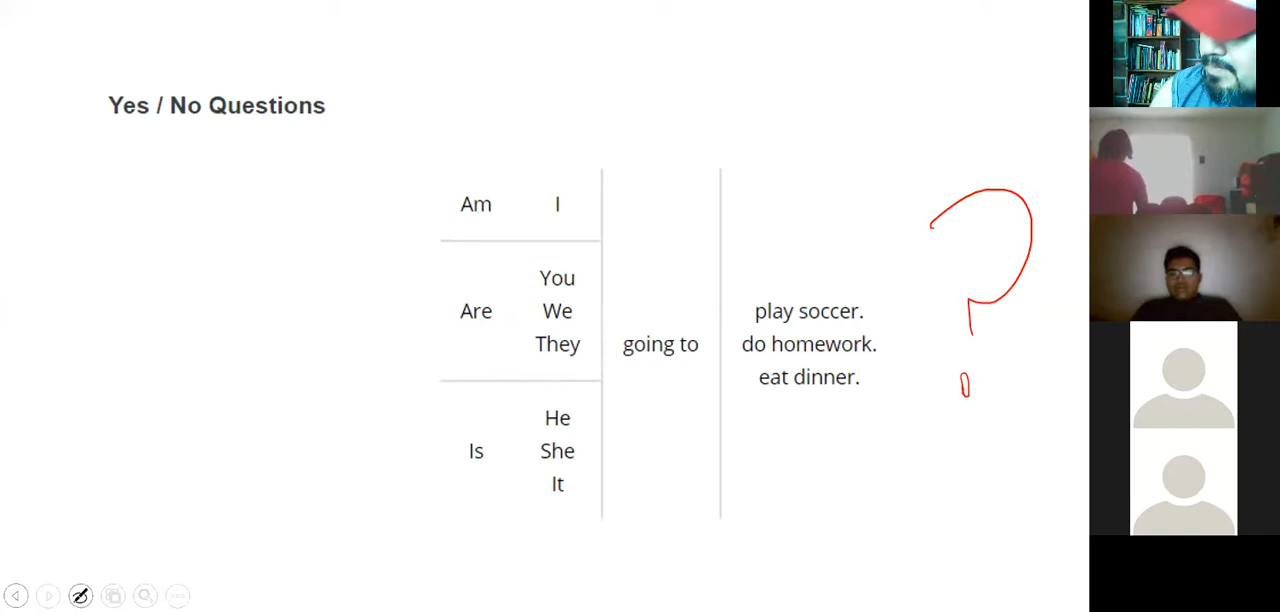 Yes / No Questions
Am I
You
Are We
They
going to
play soccer.
do homework.
eat dinner.
?
He
Is She
It